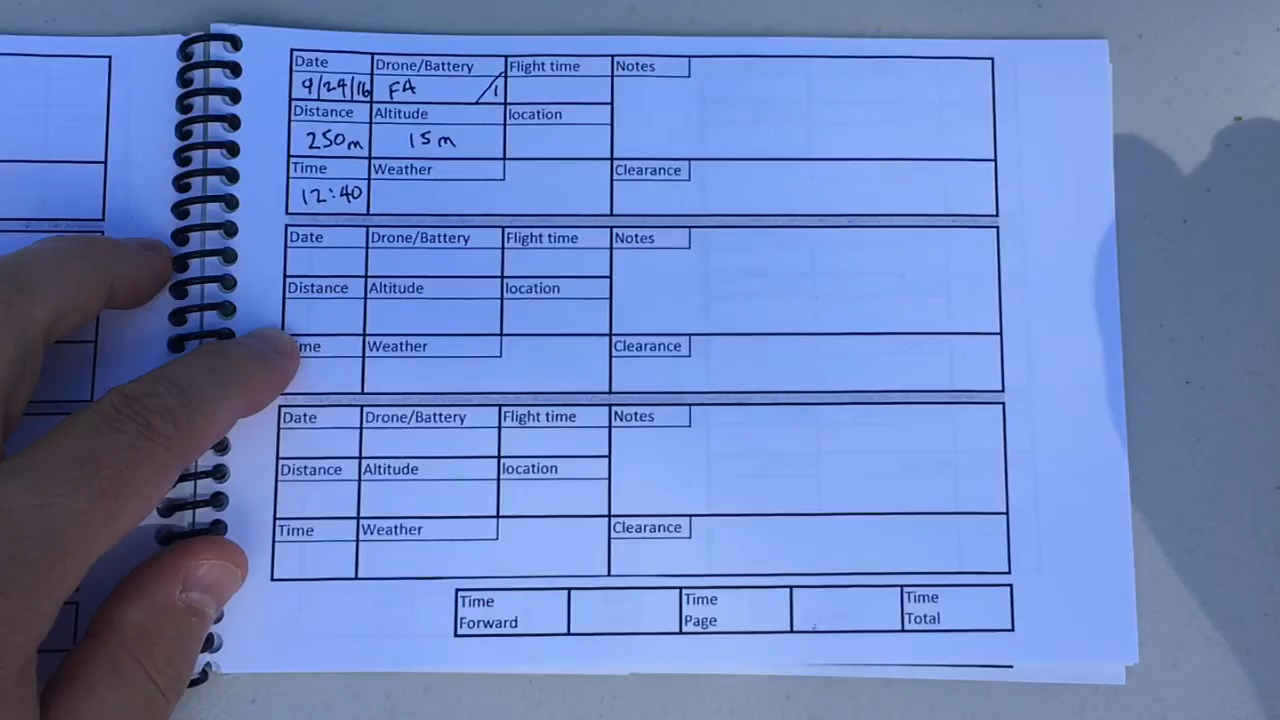 Date Drone/Battery Flight time Notes
9/24/16 FA / 1
Distance Altitude location
250m 15m
Time Weather Clearance
12:40
Date Drone/Battery Flight time Notes
Distance Altitude location
ime Weather Clearance
Date Drone/Battery Flight time Notes
Distance Altitude location
Time Weather Clearance
Time Time Time
Forward Page Total